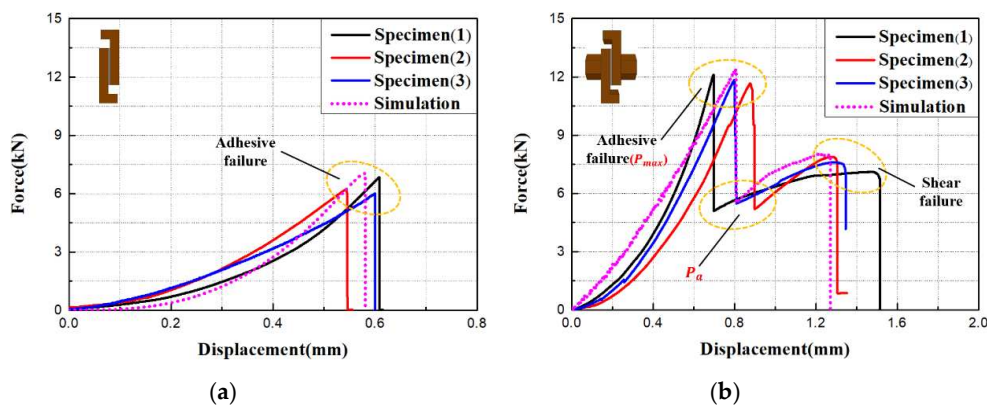 15
12
9
6
3
0
Force(kN)
Specimen(1)
Specimen(2)
Specimen(3)
Simulation
Adhesive
failure
0.0 0.2 0.4 0.6 0.8
Displacement(mm)
(a)
15
12
9
6
3
0
Force(kN)
Specimen(1)
Specimen(2)
Specimen(3)
Simulation
Adhesive
failure(Pmax)
Shear
failure
Pa
0.0 0.4 0.8 1.2 1.6 2.0
Displacement(mm)
(b)